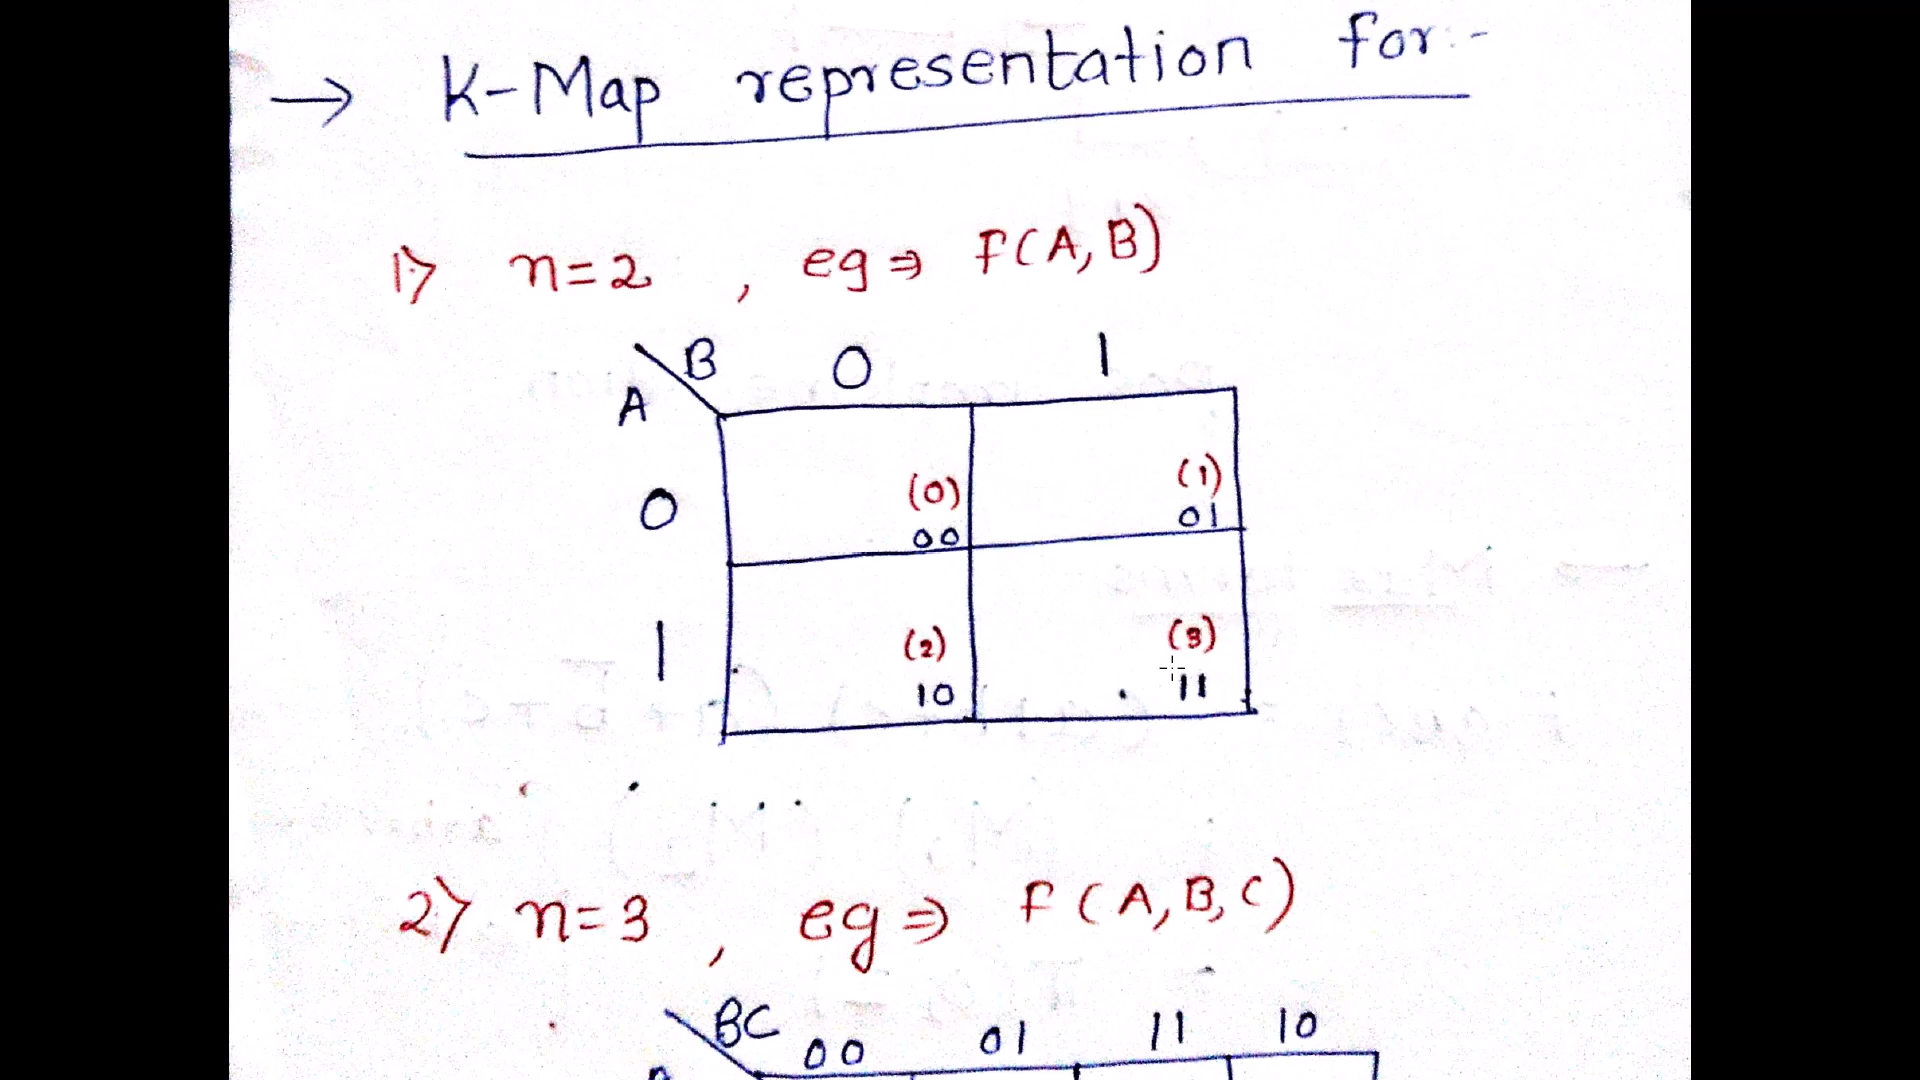 → K-Map representation for:-
1> n=2 , eg ⇒ F(A,B)
B 0 1
A
0 (0) 00 (1) 01
1 (2) 10 (3) 11
2> n=3 , eg ⇒ F(A,B,C)
BC 00 01 11 10